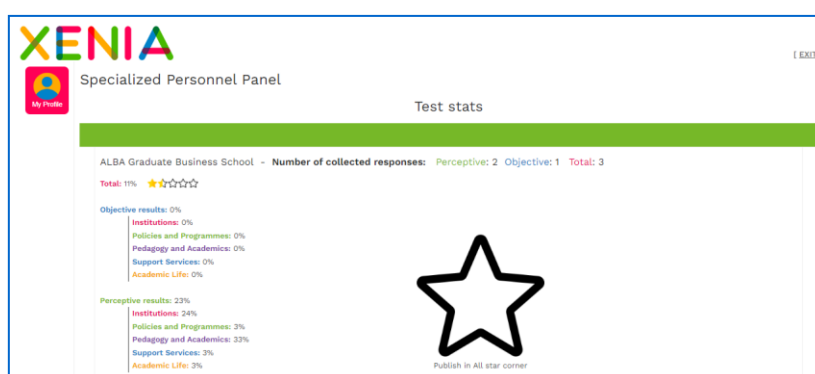 XENIA
[ EXIT
My Profile
Specialized Personnel Panel
Test stats
ALBA Graduate Business School - Number of collected responses: Perceptive: 2 Objective: 1 Total: 3
Total: 11%
Objective results: 0%
Institutions: 0%
Policies and Programmes: 0%
Pedagogy and Academics: 0%
Support Services: 0%
Academic Life: 0%
Perceptive results: 23%
Institutions: 24%
Policies and Programmes: 3%
Pedagogy and Academics: 33%
Support Services: 3%
Academic Life: 3%
Publish in All star corner